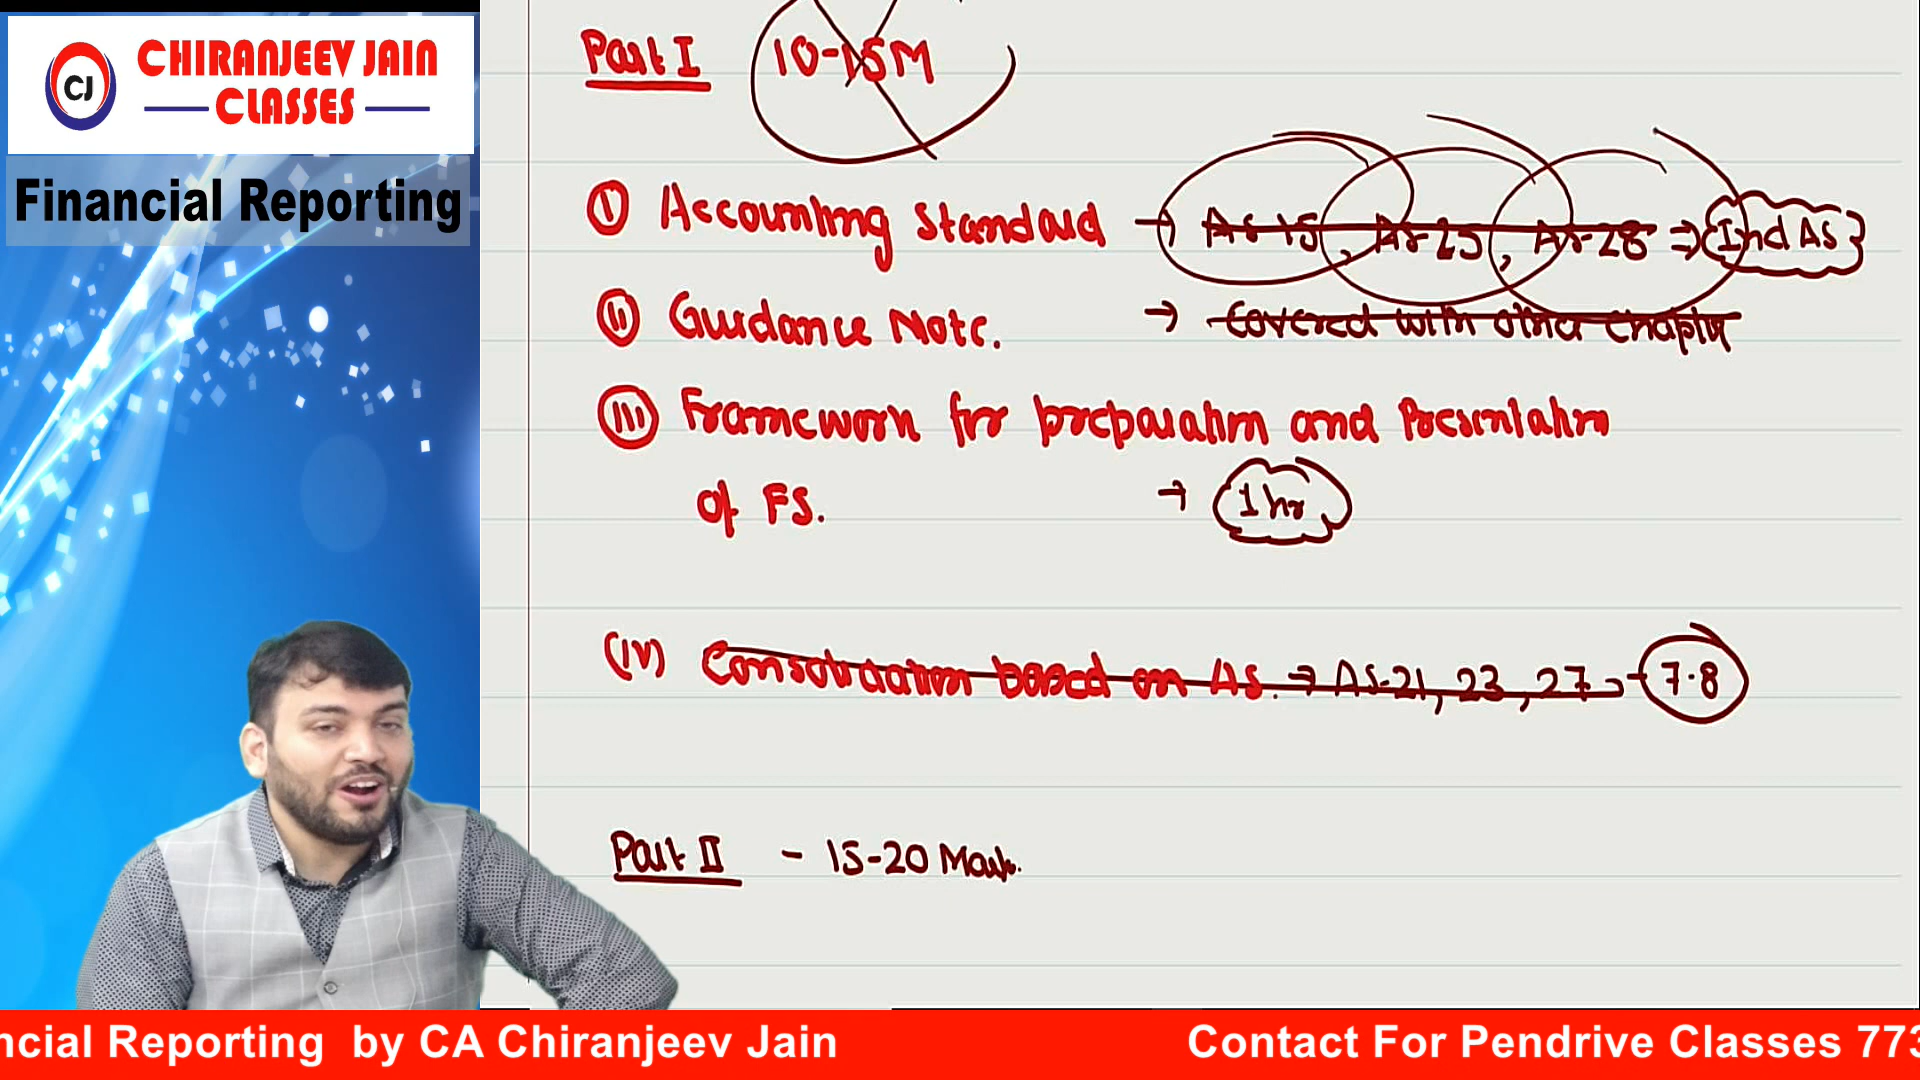 CHIRANJEEV JAIN
CJ
CLASSES
Financial Reporting
Part I 10-15M
(i) Accounting Standard → AS 15, AS-25, AS-28 ⇒ {Ind AS}
(ii) Guidance Note. → Covered with other chapter
(iii) Framework for preparation and Presentation
of FS. → 1 hr
(iv) Consolidation based on AS. → AS-21, 23, 27 - 7.8
Part II - 15-20 Mark.
ncial Reporting by CA Chiranjeev Jain
Contact For Pendrive Classes 773